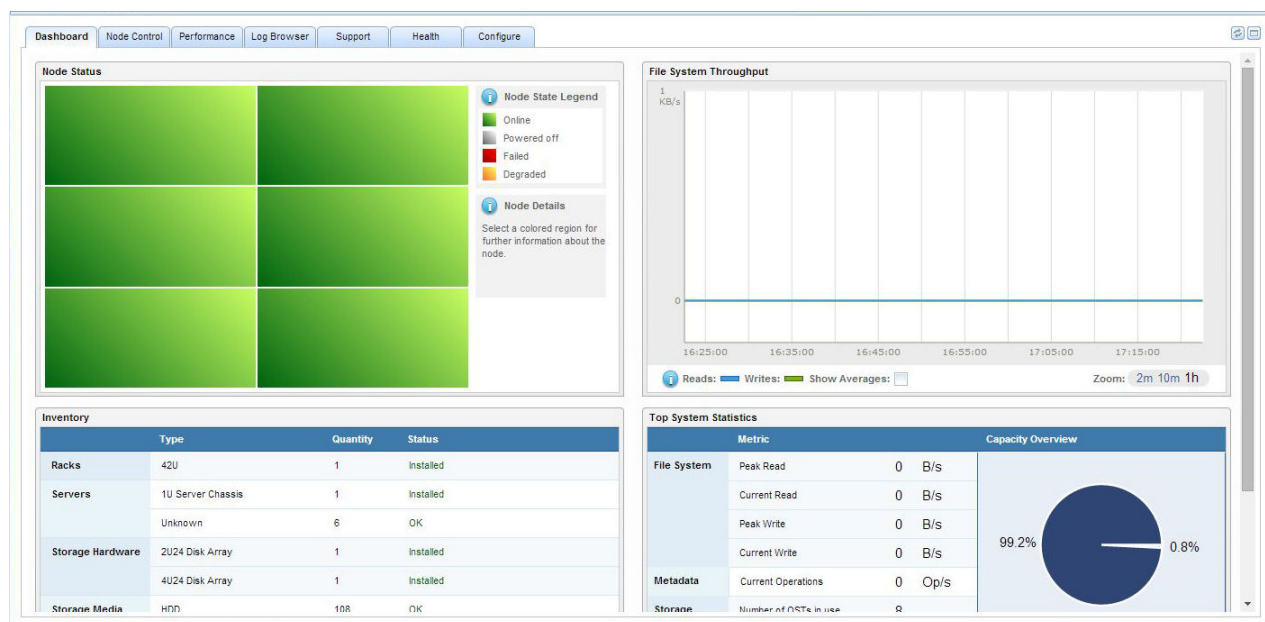 Dashboard Node Control Performance Log Browser Support Health Configure
Node Status
Node State Legend
Online
Powered off
Failed
Degraded
Node Details
Select a colored region for
further information about the
node.
File System Throughput
1
KB/s
0
16:25:00 16:35:00 16:45:00 16:55:00 17:05:00 17:15:00
Reads: Writes: Show Averages: Zoom: 2m 10m 1h
Inventory
Type Quantity Status
Racks 42U 1 Installed
Servers 1U Server Chassis 1 Installed
Unknown 6 OK
Storage Hardware 2U24 Disk Array 1 Installed
4U24 Disk Array 1 Installed
Storage Media HDD 108 OK
Top System Statistics
Metric Capacity Overview
File System Peak Read 0 B/s
Current Read 0 B/s
Peak Write 0 B/s
Current Write 0 B/s
Metadata Current Operations 0 Op/s
Storage Number of OSTs in use 8
99.2% 0.8%